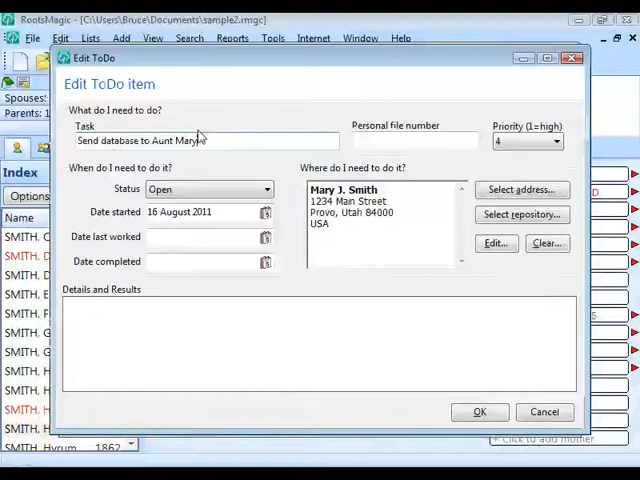 RootsMagic - [C:\Users\Bruce\Documents\sample2.rmgc]
File Edit Lists Add View Search Reports Tools Internet Window Help
Edit ToDo
Edit ToDo item
Spouses:
Parents: 1
What do I need to do?
Task
Personal file number
Priority (1=high)
Send database to Aunt Mary
4
Index
When do I need to do it?
Where do I need to do it?
Options
Status
Open
Mary J. Smith
1234 Main Street
Provo, Utah 84000
USA
Select address...
Date started
16 August 2011
Select repository...
Name
Date last worked
Edit...
Clear...
Date completed
SMITH, C
SMITH, D
SMITH, E
SMITH, E
SMITH, F
SMITH, G
SMITH, G
SMITH, H
SMITH, H
SMITH, H
SMITH, Hyrum
1862
Details and Results
OK
Cancel
+ Click to add mother